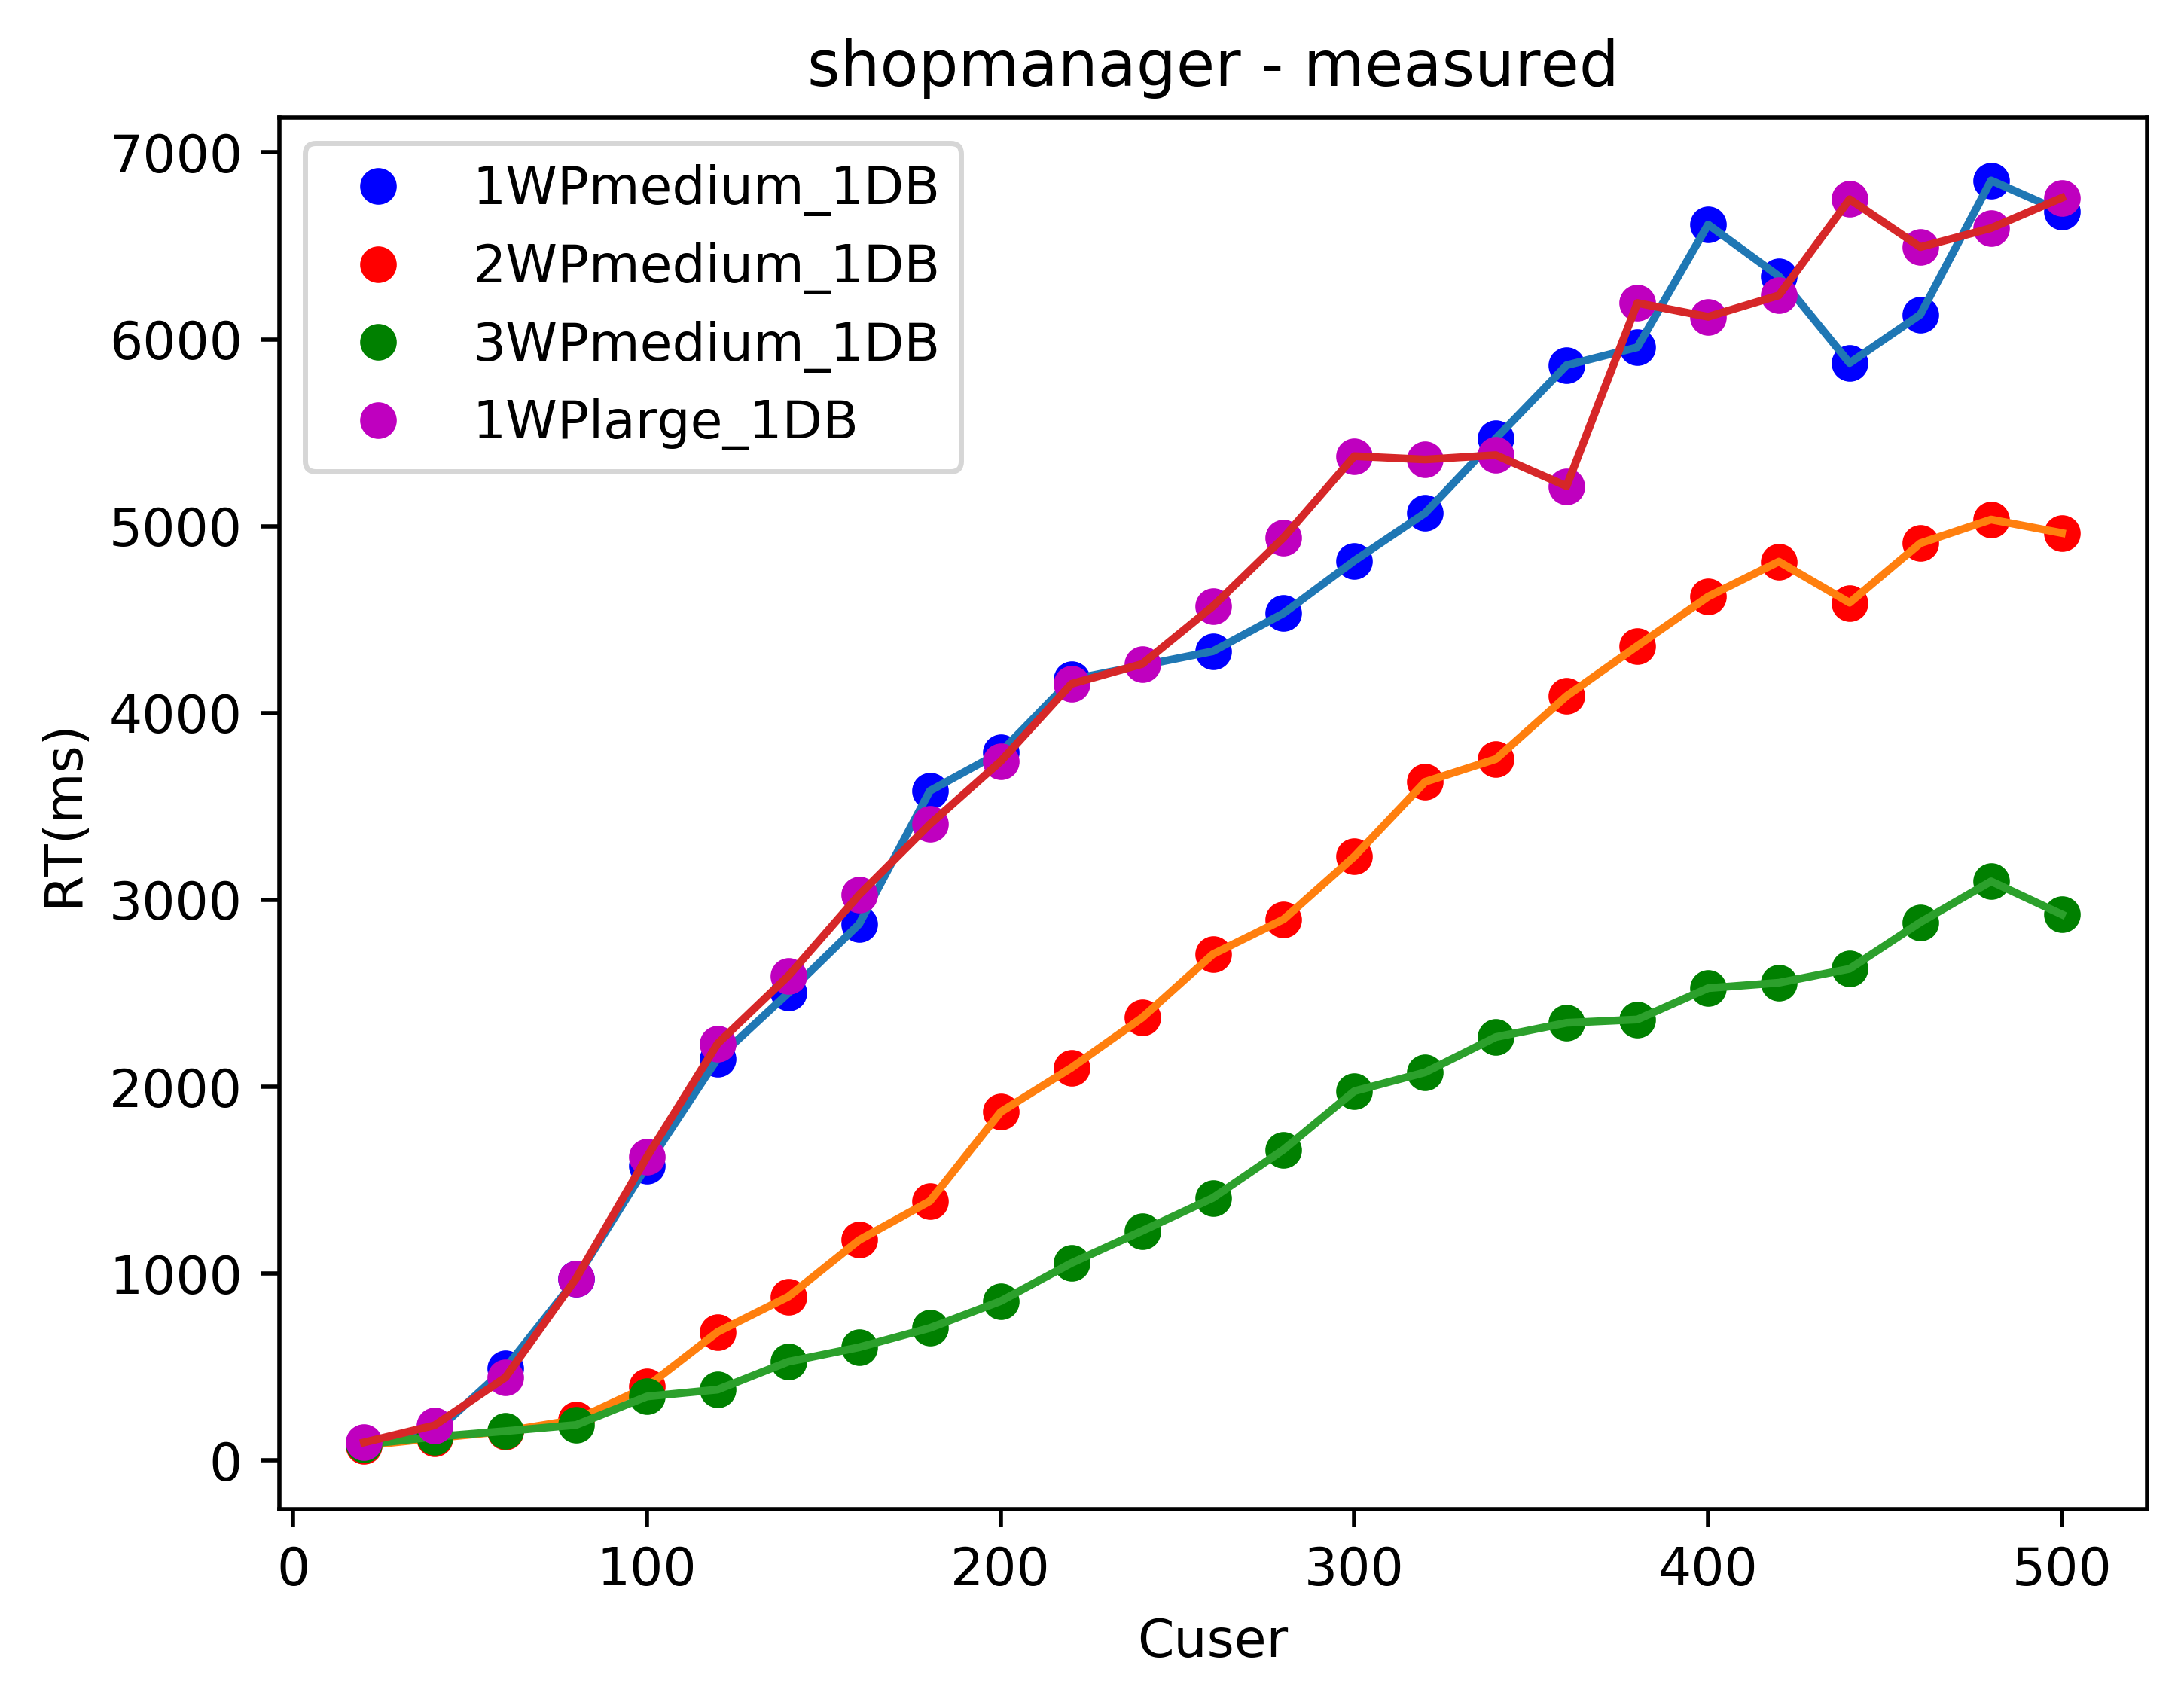 shopmanager - measured
7000
6000
5000
4000
3000
2000
1000
0
RT(ms)
1WPmedium_1DB
2WPmedium_1DB
3WPmedium_1DB
1WPlarge_1DB
0 100 200 300 400 500
Cuser